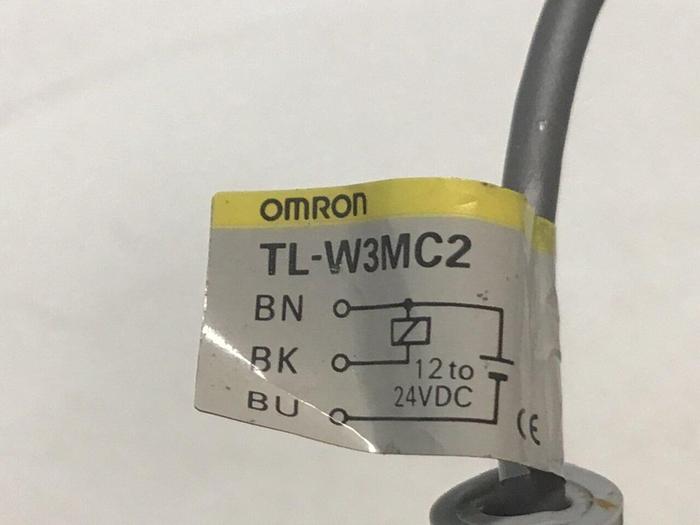 OMRON
TL-W3MC2
BN
BK
12 to
24VDC
BU
CE